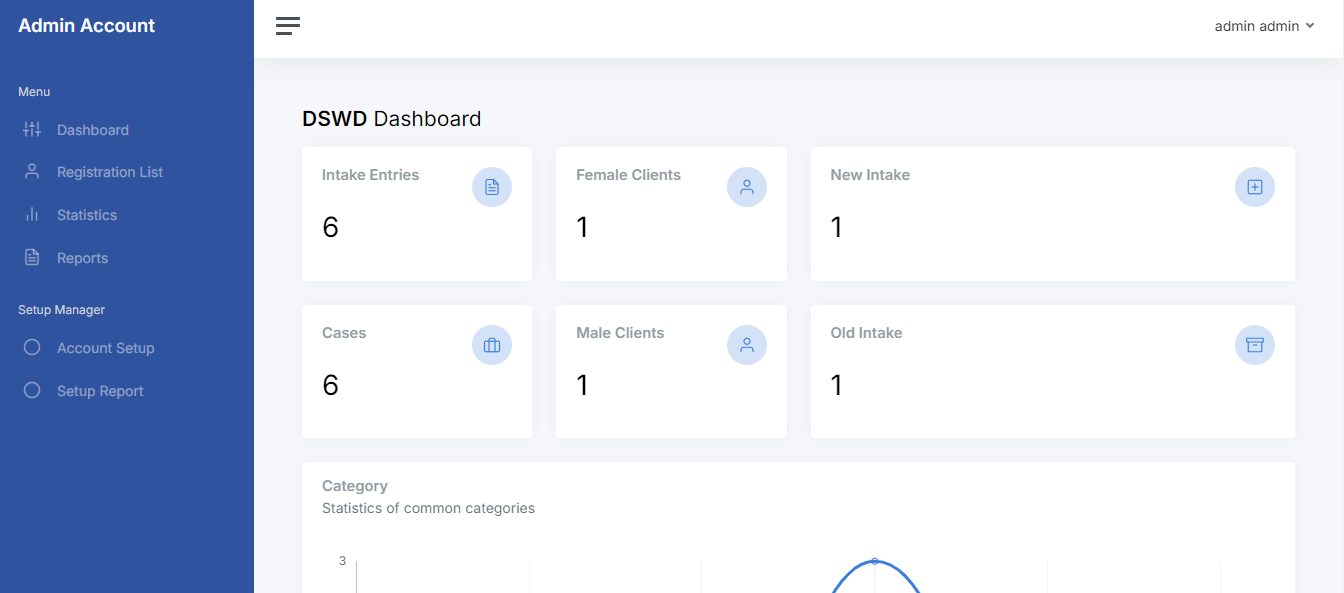 Admin Account
admin admin
Menu
Dashboard
Registration List
Statistics
Reports
Setup Manager
Account Setup
Setup Report
DSWD Dashboard
Intake Entries
6
Female Clients
1
New Intake
1
Cases
6
Male Clients
1
Old Intake
1
Category
Statistics of common categories
3